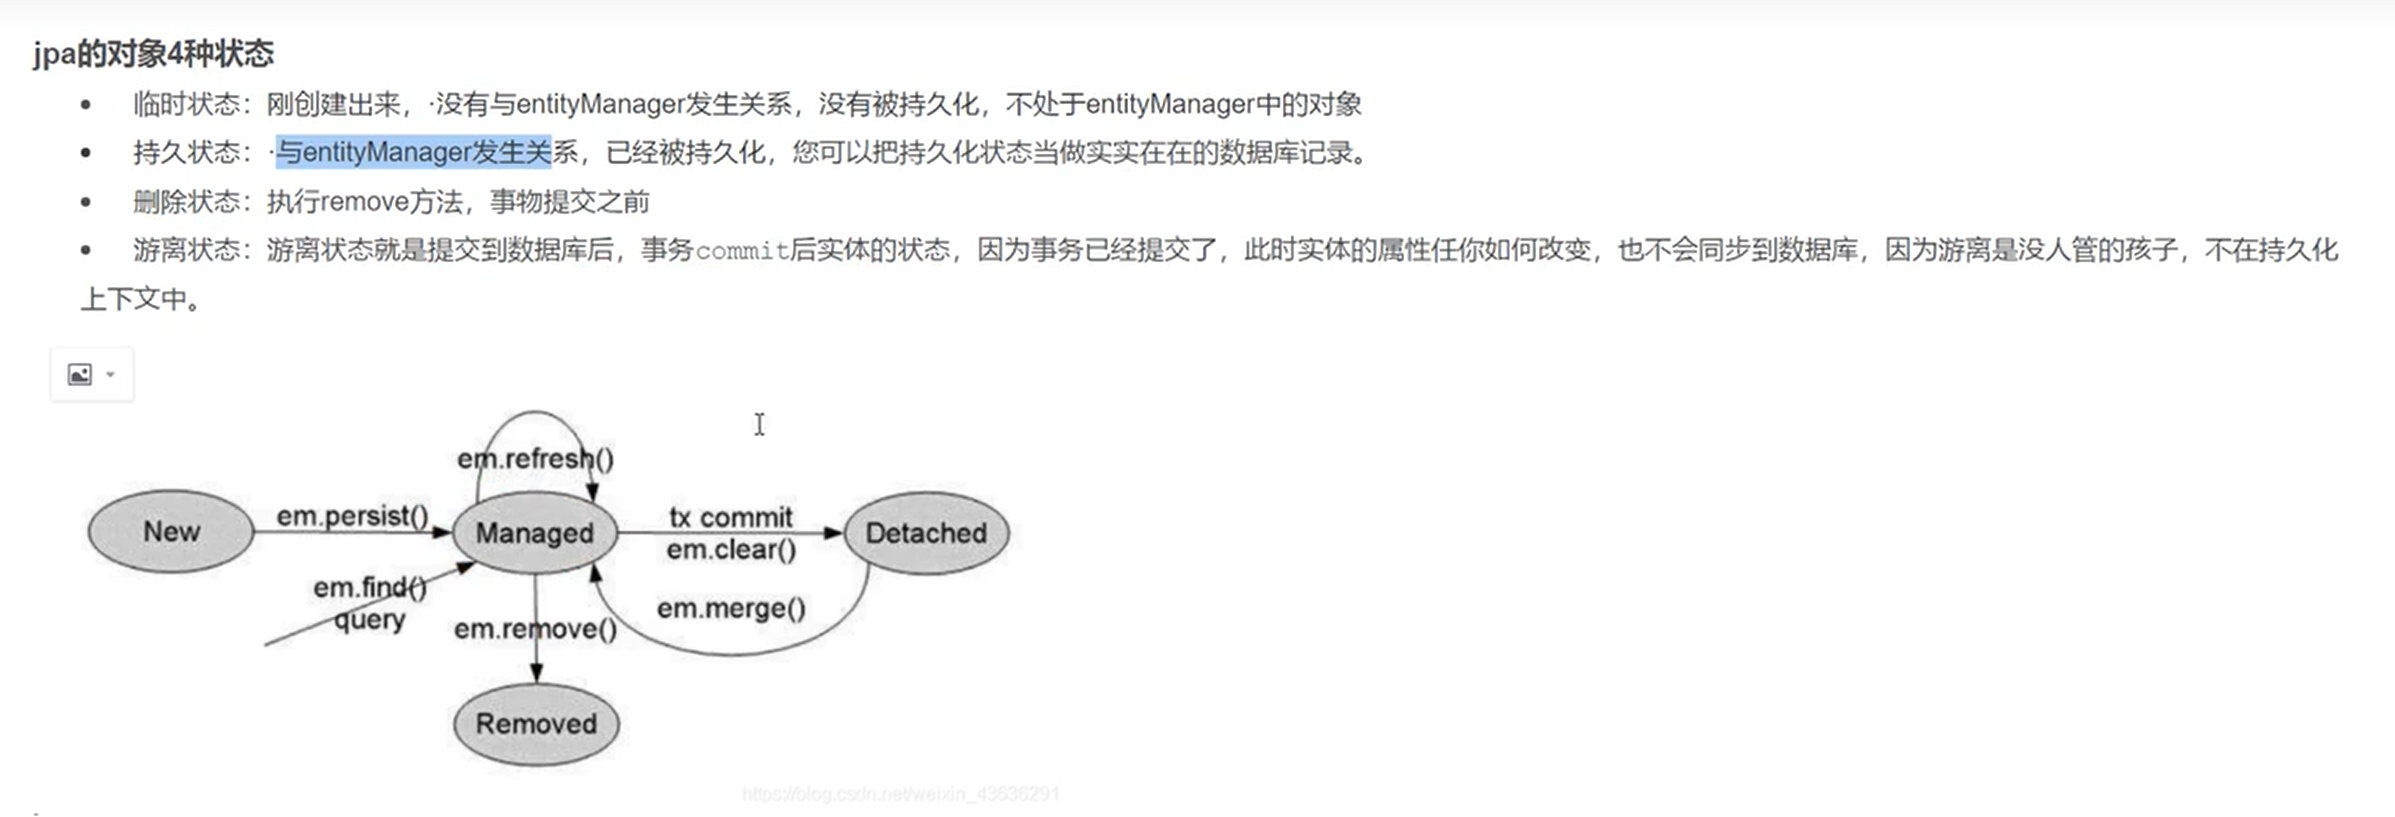 jpa的对象4种状态
• 临时状态：刚创建出来，·没有与entityManager发生关系，没有被持久化，不处于entityManager中的对象
• 持久状态：·与entityManager发生关系，已经被持久化，您可以把持久化状态当做实实在在的数据库记录。
• 删除状态：执行remove方法，事物提交之前
• 游离状态：游离状态就是提交到数据库后，事务commit后实体的状态，因为事务已经提交了，此时实体的属性任你如何改变，也不会同步到数据库，因为游离是没人管的孩子，不在持久化
上下文中。
em.refresh()
New
em.persist()
Managed
tx commit
em.clear()
Detached
em.find()
query
em.remove()
em.merge()
Removed
https://blog.csdn.net/weixin_43636291